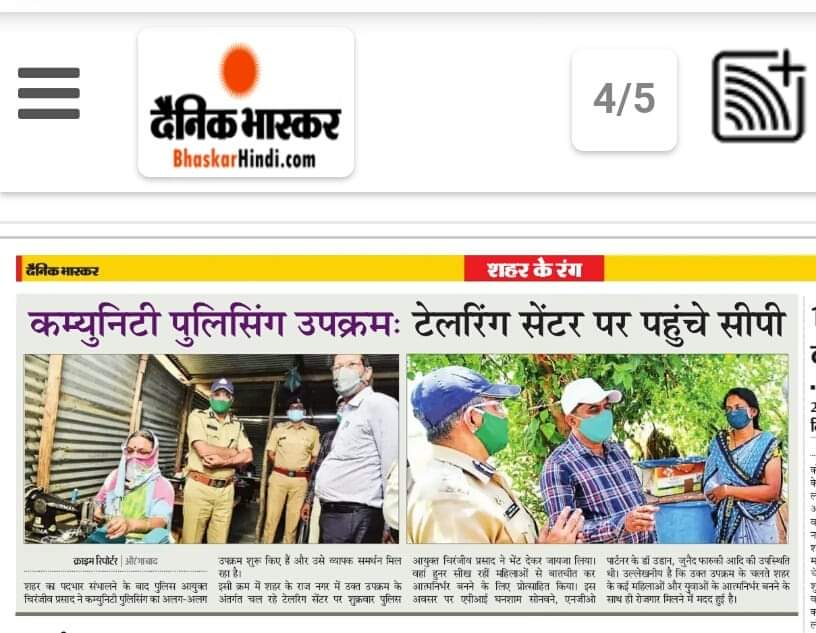 दैनिक भास्कर
BhaskarHindi.com
4/5
दैनिक भास्कर
शहर के रंग
कम्युनिटी पुलिसिंग उपक्रमः टेलरिंग सेंटर पर पहुंचे सीपी
क्राइम रिपोर्टर | औरंगाबाद
शहर का पदभार संभालने के बाद पुलिस आयुक्त
चिरंजीव प्रसाद ने कम्युनिटी पुलिसिंग का अलग-अलग
उपक्रम शुरू किए हैं और उसे व्यापक समर्थन मिल
रहा है।
इसी क्रम में शहर के राज नगर में उक्त उपक्रम के
अंतर्गत चल रहे टेलरिंग सेंटर पर शुक्रवार पुलिस
आयुक्त चिरंजीव प्रसाद ने भेंट देकर जायजा लिया।
वहां हुनर सीख रहीं महिलाओं से बातचीत कर
आत्मनिर्भर बनने के लिए प्रोत्साहित किया। इस
अवसर पर एपीआई घनशाम सोनवने, एनजीओ
पार्टनर के डॉ उडान, जुनैद फारुकी आदि की उपस्थिति
थी। उल्लेखनीय है कि उक्त उपक्रम के चलते शहर
के कई महिलाओं और युवाओं के आत्मनिर्भर बनने के
साथ ही रोजगार मिलने में मदद हुई है।